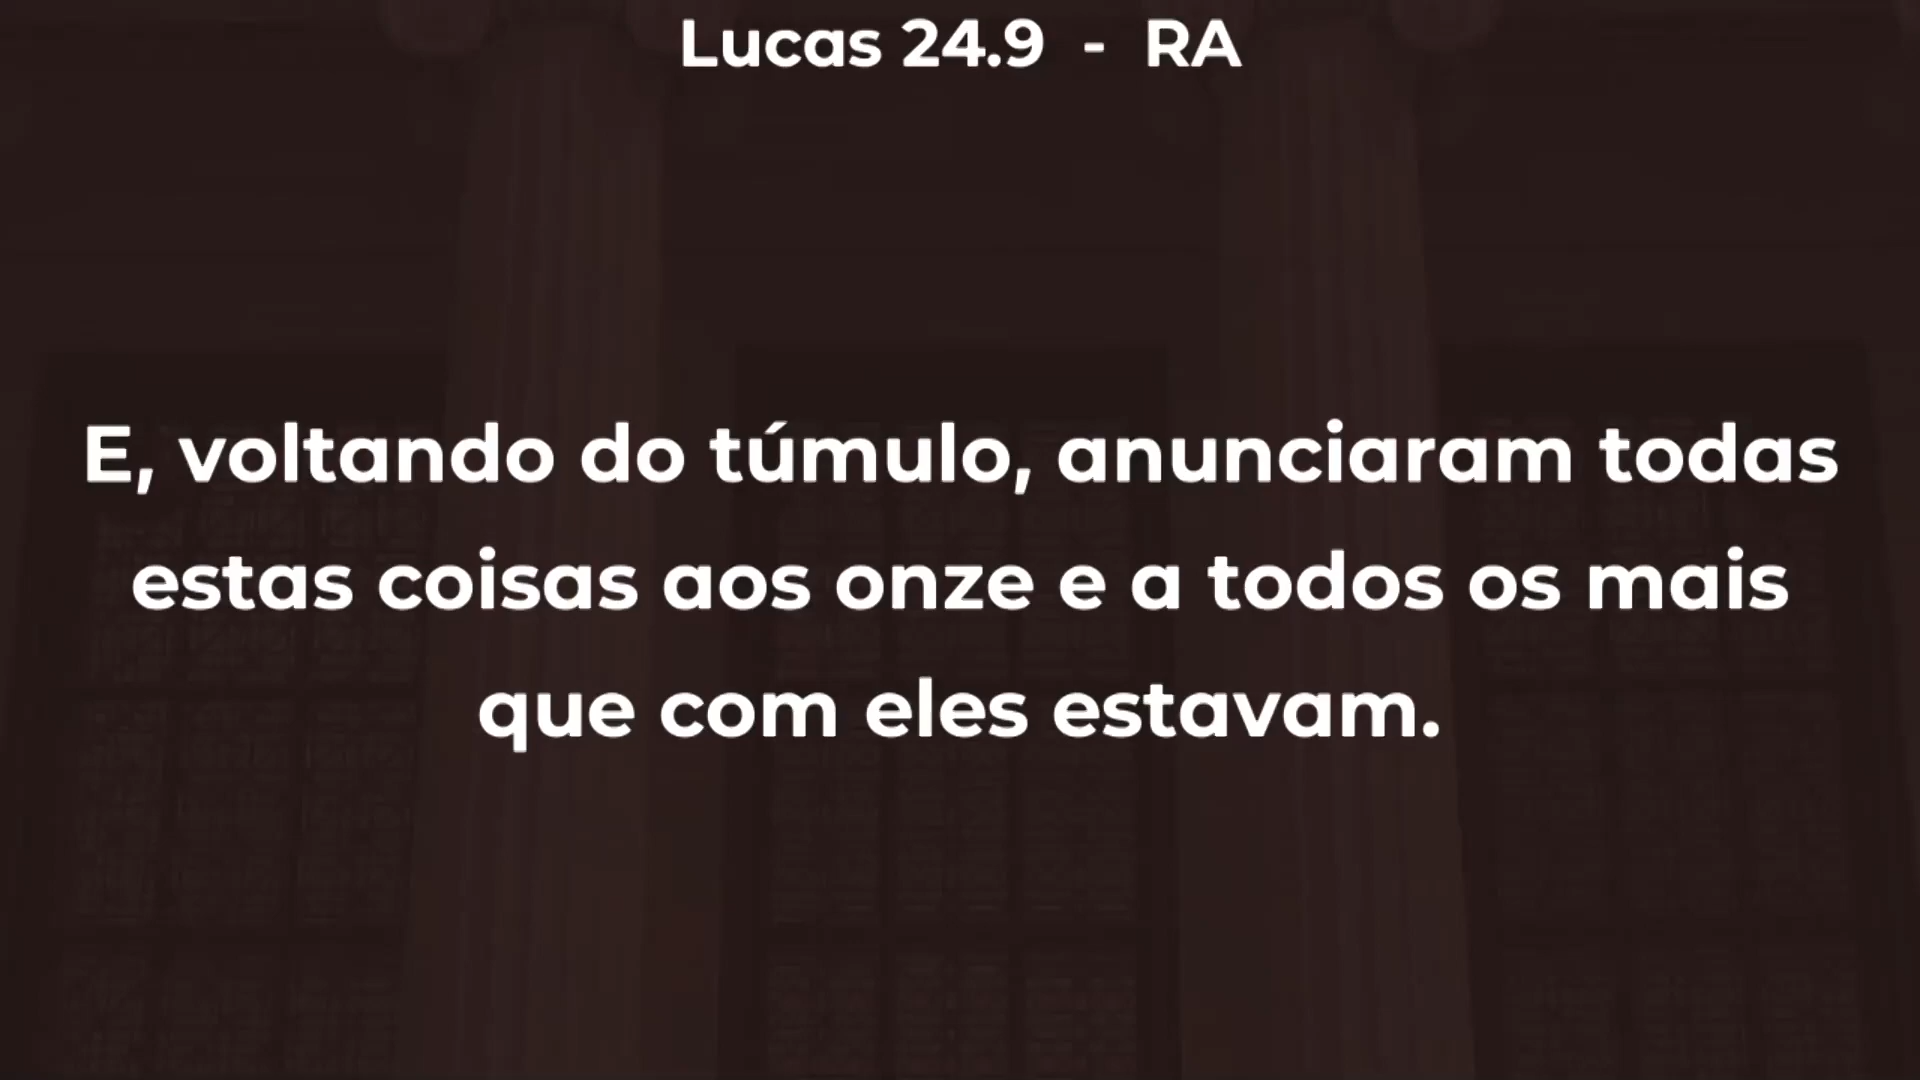 Lucas 24.9 - RA
E, voltando do túmulo, anunciaram todas
estas coisas aos onze e a todos os mais
que com eles estavam.